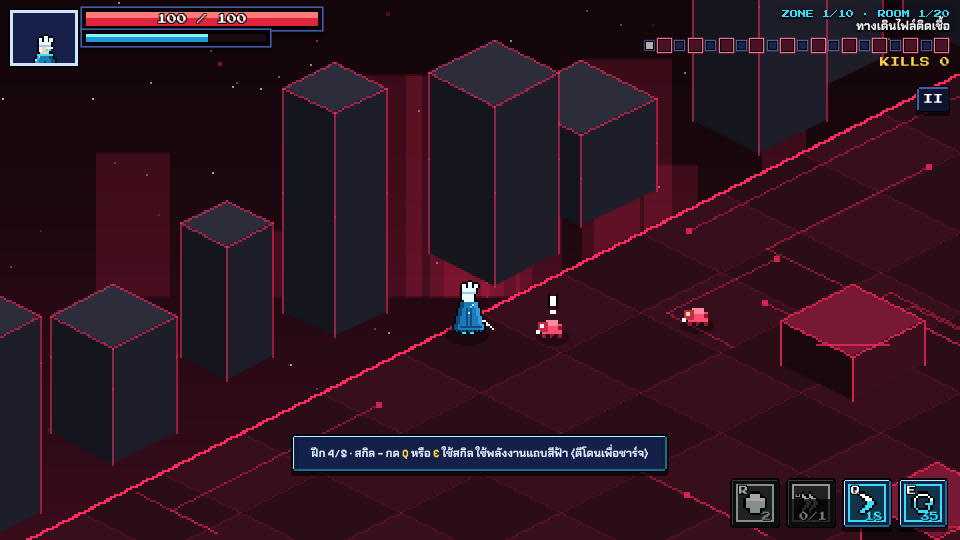 100 / 100
ZONE 1/10 · ROOM 1/20
ทางเดินไฟล์ติดเชื้อ
KILLS 0
II
ฝึก 4/8 · สกิล - กด Q หรือ E ใช้สกิล ใช้พลังงานแถบสีฟ้า (ตีโดนเพื่อชาร์จ)
R
2
0/1
Q
18
E
35